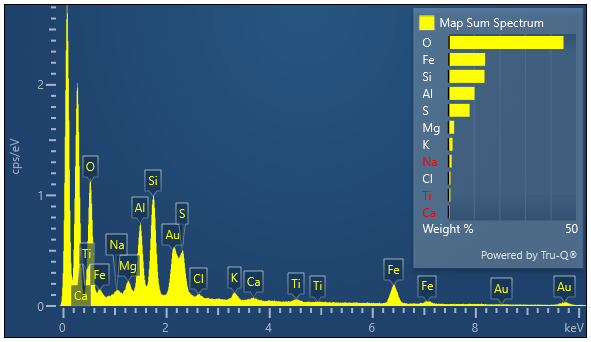 Map Sum Spectrum
O
Fe
Si
Al
S
Mg
K
Na
Cl
Ti
Ca
Weight % 50
Powered by Tru-Q®
cps/eV
2
1
0
O
Ti
Ca
Fe
Na
Mg
Al
Si
Au
S
Cl
K
Ca
Ti
Ti
Fe
Fe
Au
Au
0 2 4 6 8 keV